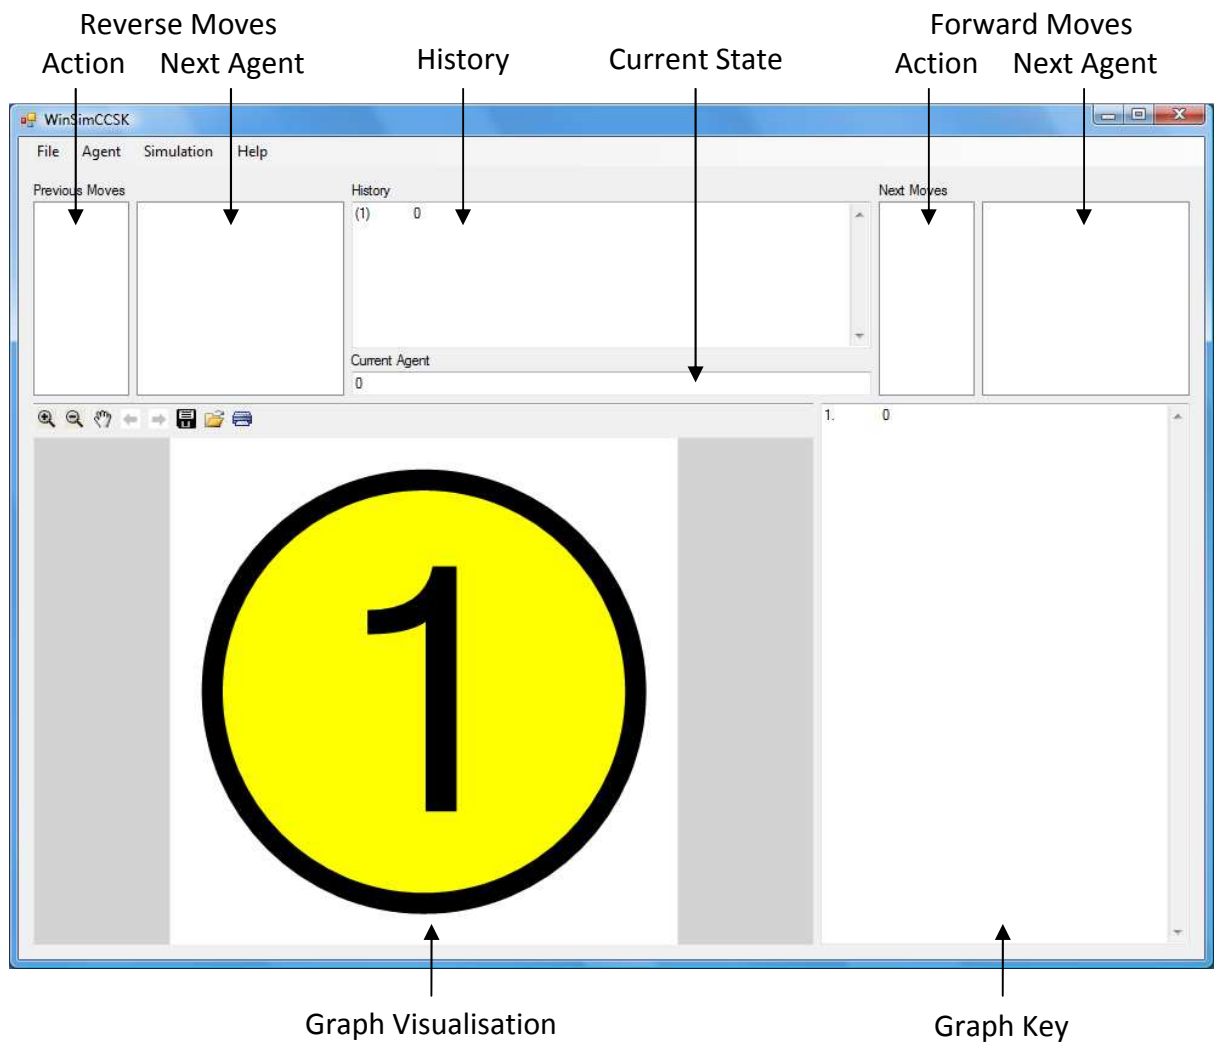 Reverse Moves
Forward Moves
Action Next Agent History Current State Action Next Agent
WinSimCCSK
File Agent Simulation Help
Previous Moves History Next Moves
(1) 0
Current Agent
0
1. 0
1
Graph Visualisation Graph Key